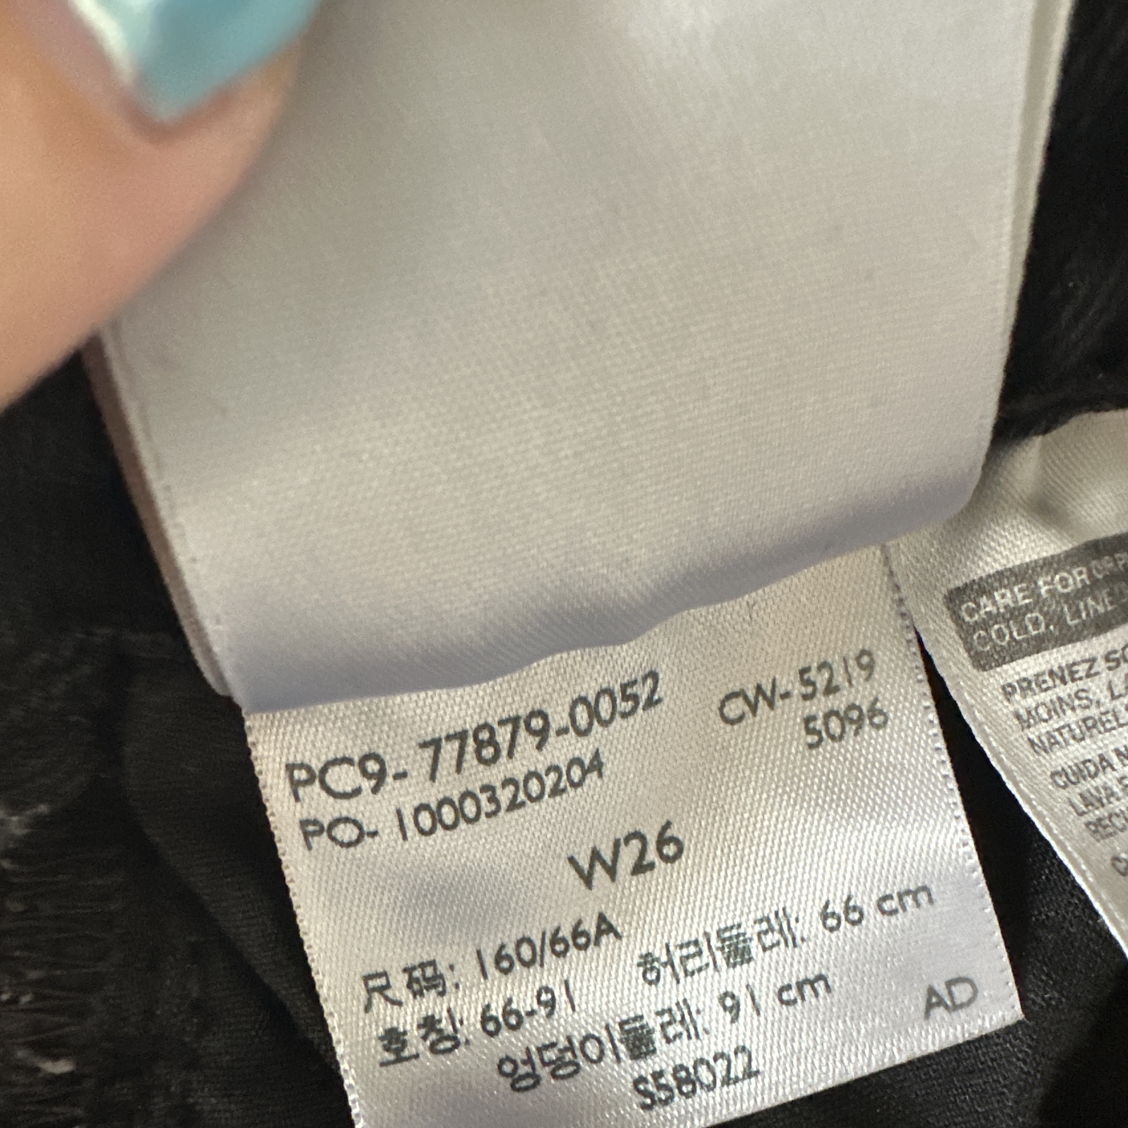 PC9-77879-0052
CW-5219
PO-1000320204
5096
W26
尺码: 160/66A
허리둘레: 66 cm
호칭: 66-91
엉덩이둘레: 91 cm
AD
S58022
CARE FOR
COLD, LINE
PRENEZ
MOINS,
NATUREL
CUIDA
LAVA